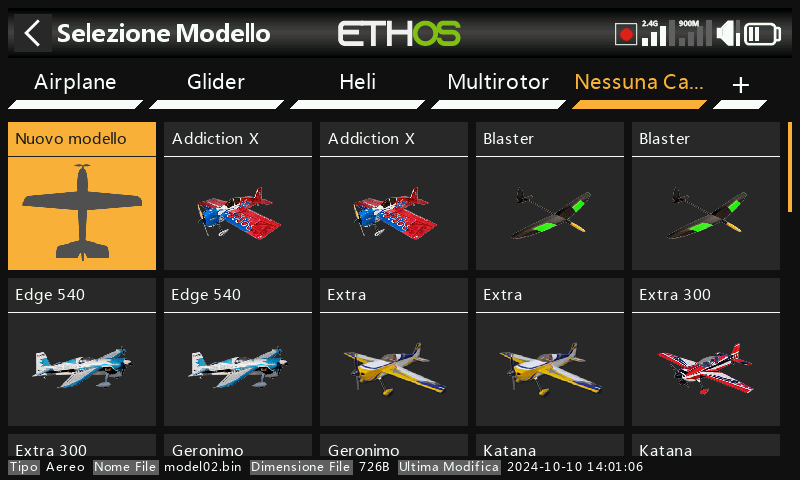 Selezione Modello ETHOS 2.4G 900M
Airplane Glider Heli Multirotor Nessuna Ca... +
Nuovo modello Addiction X Addiction X Blaster Blaster
Edge 540 Edge 540 Extra Extra Extra 300
Extra 300 Geronimo Geronimo Katana Katana
Tipo Aereo Nome File model02.bin Dimensione File 726B Ultima Modifica 2024-10-10 14:01:06